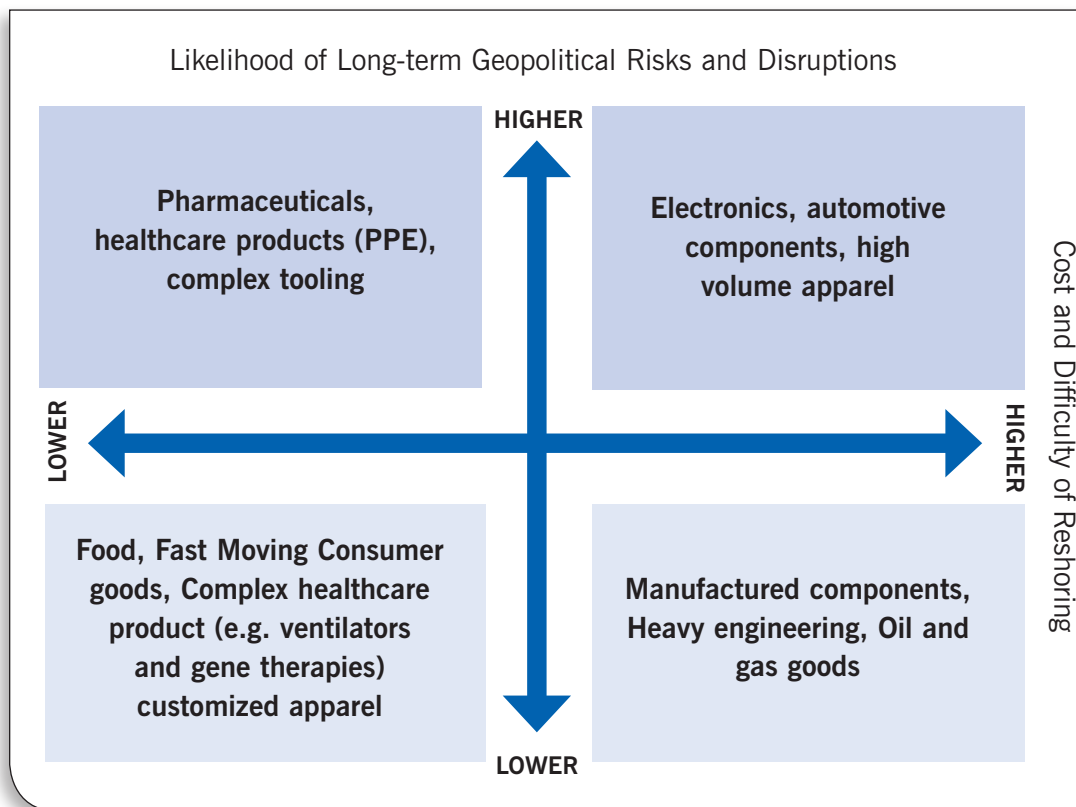 Likelihood of Long-term Geopolitical Risks and Disruptions
HIGHER
Pharmaceuticals,
healthcare products (PPE),
complex tooling
Electronics, automotive
components, high
volume apparel
LOWER
HIGHER
Cost and Difficulty of Reshoring
Food, Fast Moving Consumer
goods, Complex healthcare
product (e.g. ventilators
and gene therapies)
customized apparel
Manufactured components,
Heavy engineering, Oil and
gas goods
LOWER